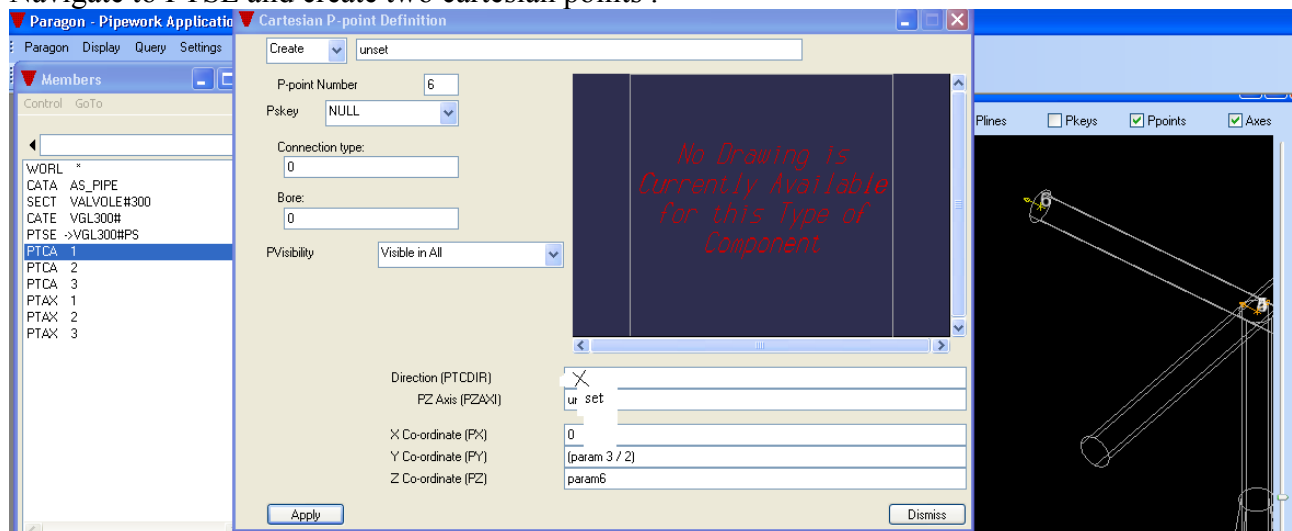 Navigate to PTSE and create two cartesian points :
Paragon - Pipework Applicatio
Cartesian P-point Definition
Paragon Display Query Settings
Create unset
Members
P-point Number 6
Control GoTo
Pskey NULL
Plines Pkeys Ppoints Axes
Connection type:
0
No Drawing is
Currently Available
for this Type of
Component
WORL *
CATA AS_PIPE
SECT VALVOLE#300
CATE VGL300#
PTSE ->VGL300#PS
PTCA 1
PTCA 2
PTCA 3
PTAX 1
PTAX 2
PTAX 3
Bore:
0
PVisibility Visible in All
6
Direction (PTCDIR) X
PZ Axis (PZAXI) unset
X Co-ordinate (PX) 0
Y Co-ordinate (PY) (param 3 / 2)
Z Co-ordinate (PZ) param6
Apply Dismiss